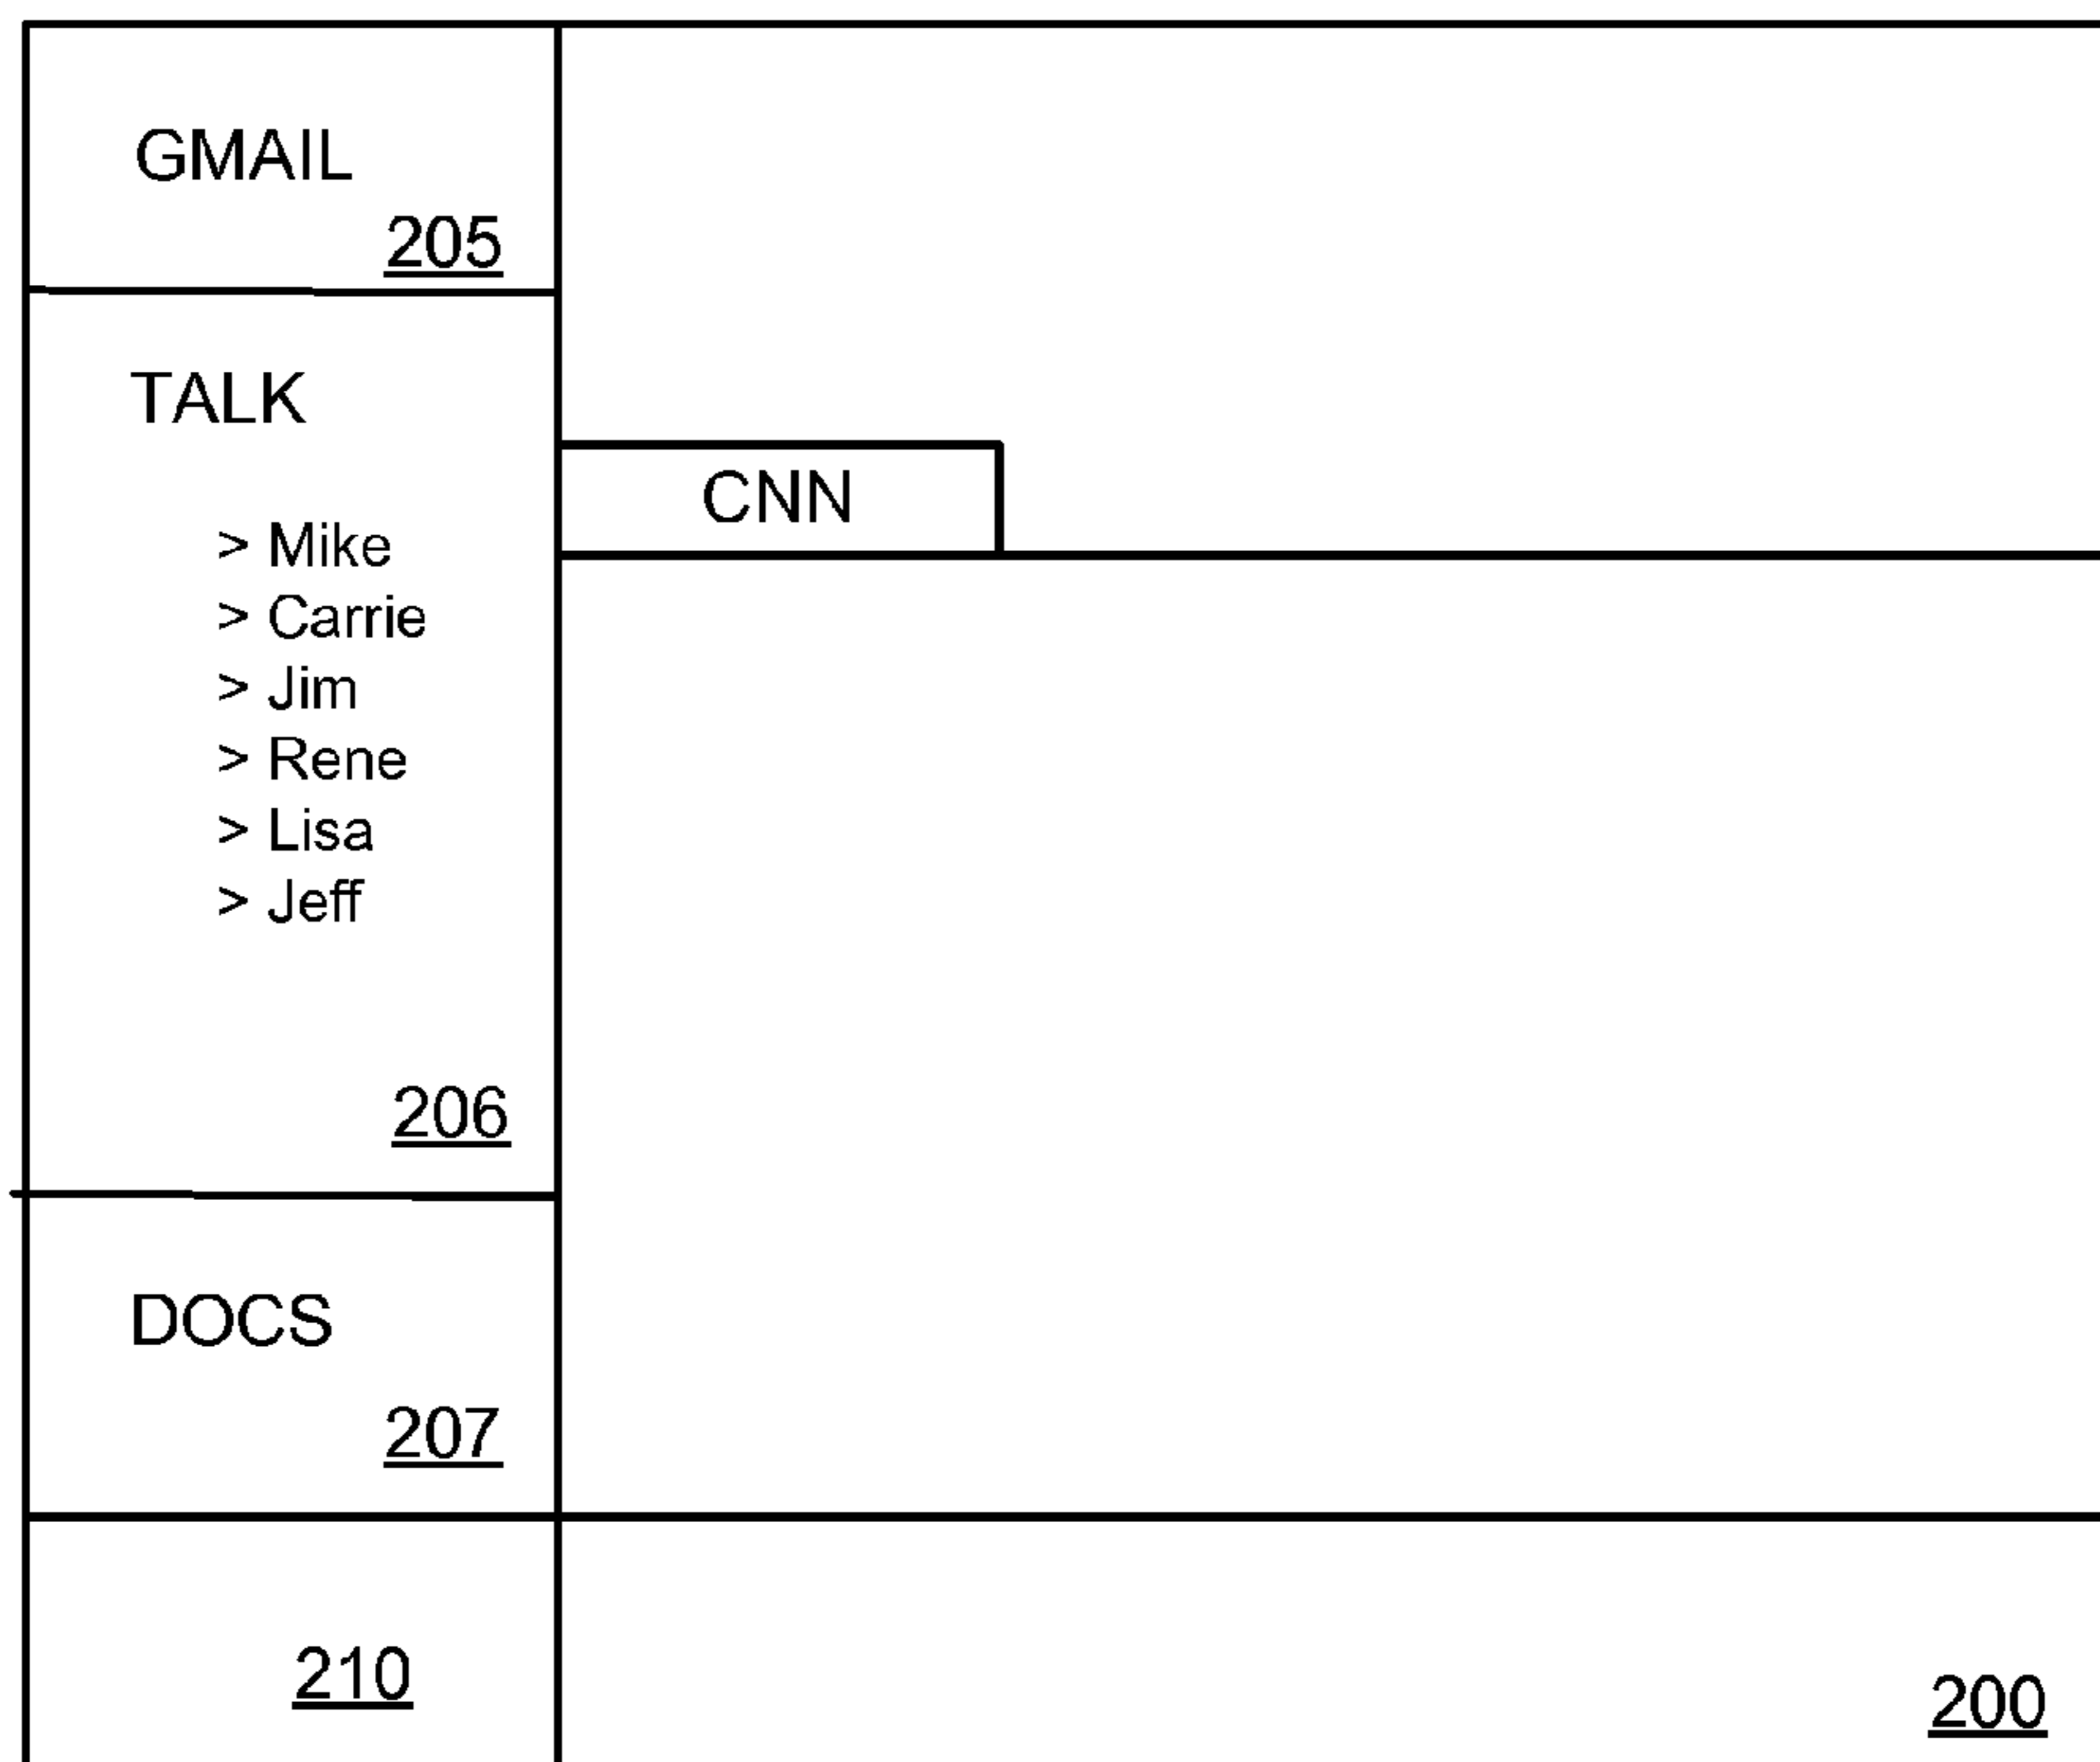 GMAIL
205
TALK
CNN
> Mike
> Carrie
> Jim
> Rene
> Lisa
> Jeff
206
DOCS
207
210
200